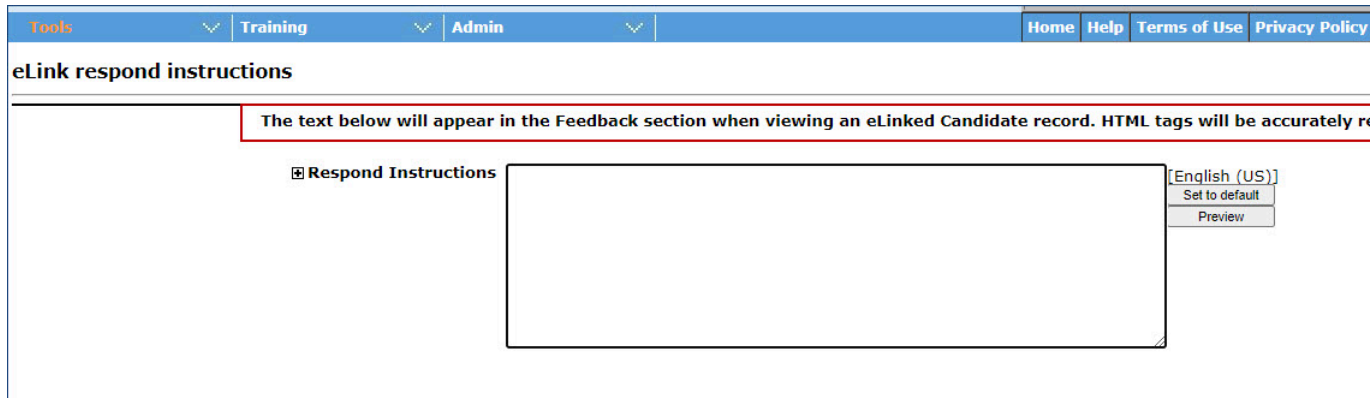 Tools Training Admin Home Help Terms of Use Privacy Policy
eLink respond instructions
The text below will appear in the Feedback section when viewing an eLinked Candidate record. HTML tags will be accurately
Respond Instructions [English (US)]
Set to default
Preview